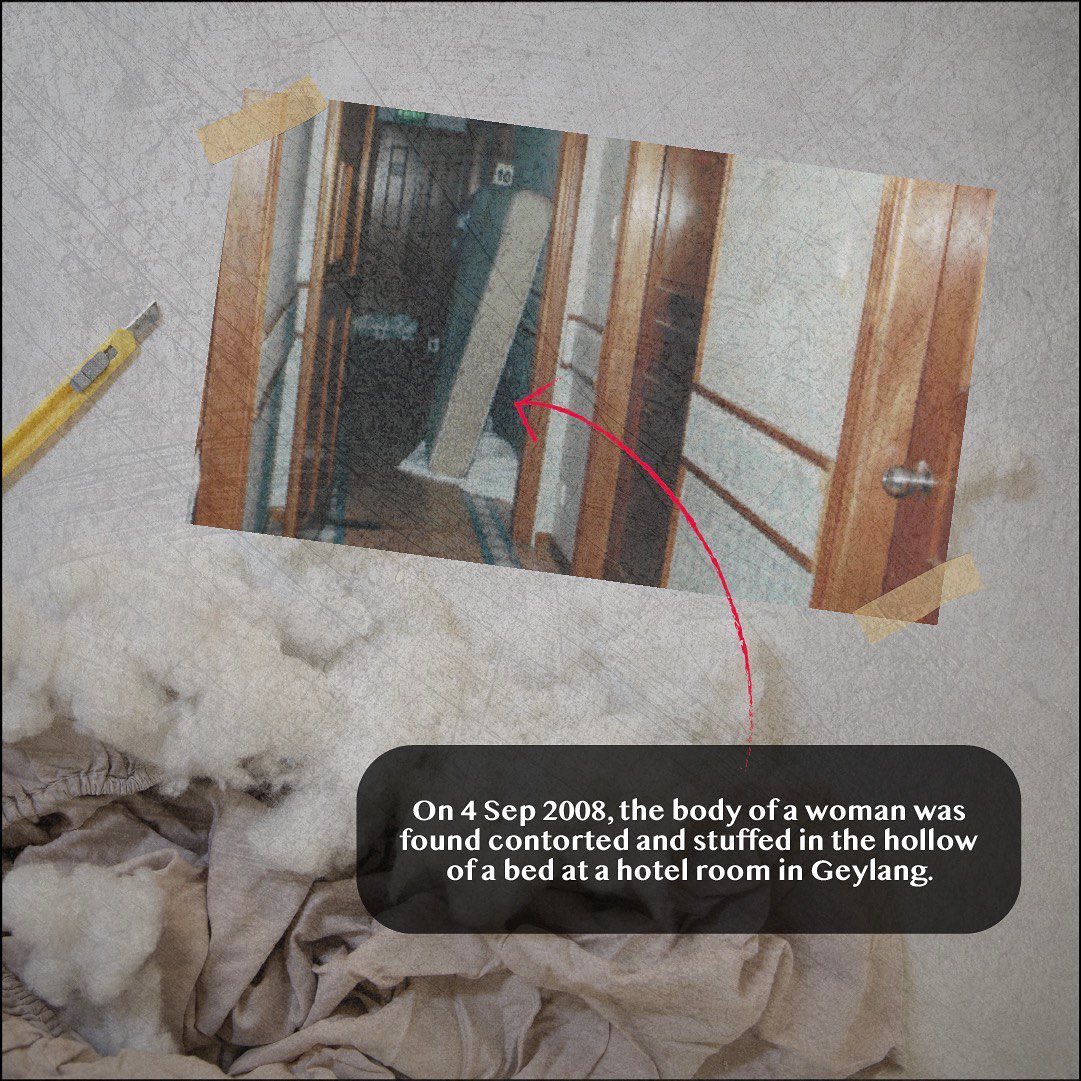 10
On 4 Sep 2008, the body of a woman was
found contorted and stuffed in the hollow
of a bed at a hotel room in Geylang.